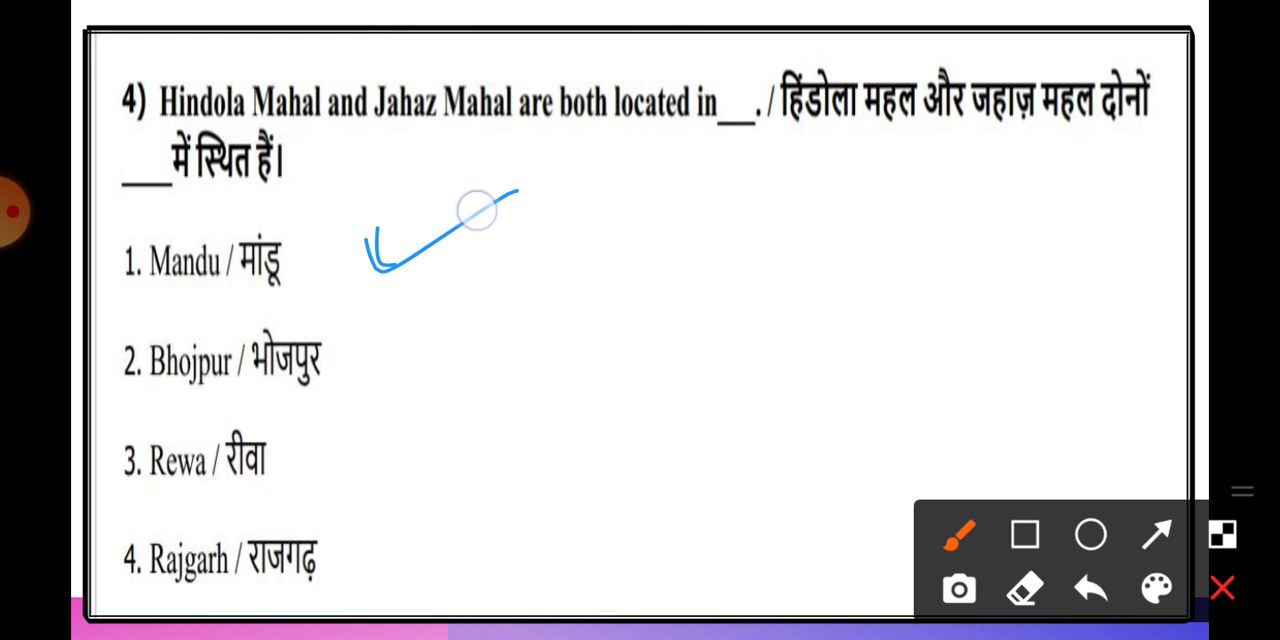 4) Hindola Mahal and Jahaz Mahal are both located in___. / हिंडोला महल और जहाज़ महल दोनों
___में स्थित हैं।
1. Mandu / मांडू
2. Bhojpur / भोजपुर
3. Rewa / रीवा
4. Rajgarh / राजगढ़